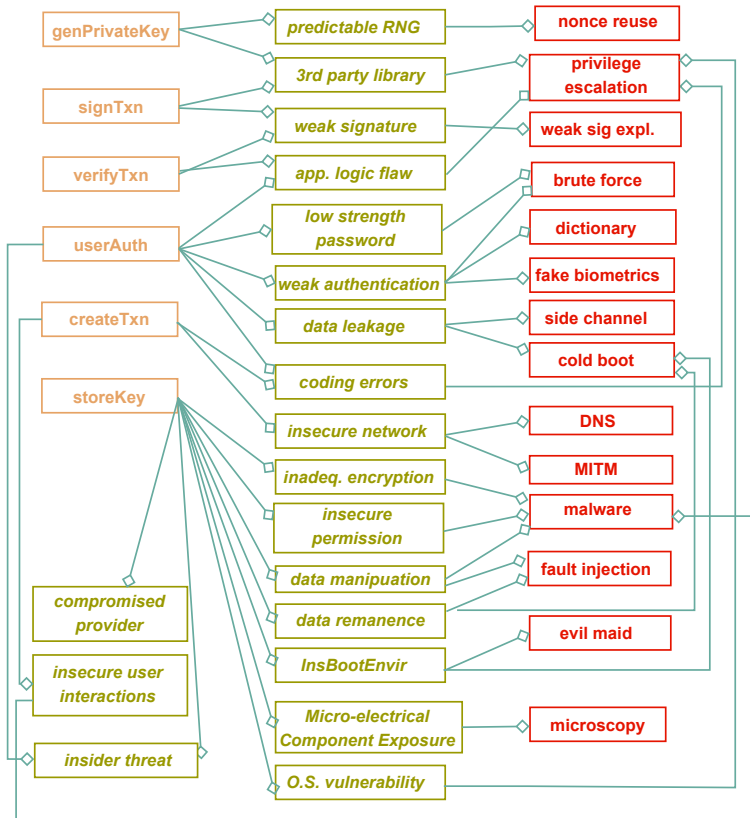 genPrivateKey
signTxn
verifyTxn
userAuth
createTxn
storeKey
compromised
provider
insecure user
interactions
insider threat
predictable RNG
3rd party library
weak signature
app. logic flaw
low strength
password
weak authentication
data leakage
coding errors
insecure network
inadeq. encryption
insecure
permission
data manipuation
data remanence
InsBootEnvir
Micro-electrical
Component Exposure
O.S. vulnerability
nonce reuse
privilege
escalation
weak sig expl.
brute force
dictionary
fake biometrics
side channel
cold boot
DNS
MITM
malware
fault injection
evil maid
microscopy